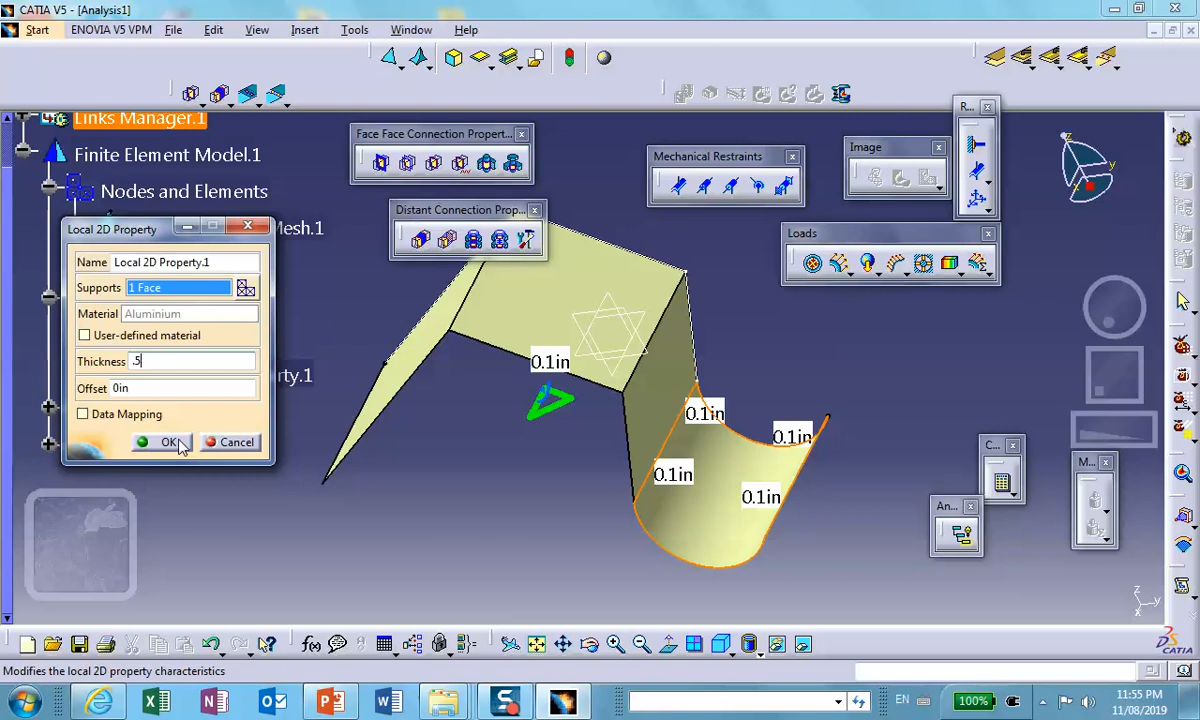 CATIA V5 - [Analysis1]
Start ENOVIA V5 VPM File Edit View Insert Tools Window Help
Links Manager.1
Finite Element Model.1
Nodes and Elements
Mesh.1
rty.1
Local 2D Property
Name Local 2D Property.1
Supports 1 Face
Material Aluminium
User-defined material
Thickness .5
Offset 0in
Data Mapping
OK Cancel
Face Face Connection Propert...
Distant Connection Prop...
Mechanical Restraints
Image
R...
Loads
C...
M...
An...
0.1in
0.1in
0.1in
0.1in
0.1in
z
y
x
z
y
x
f(x)
CATIA
Modifies the local 2D property characteristics
EN
100%
11:55 PM
11/08/2019